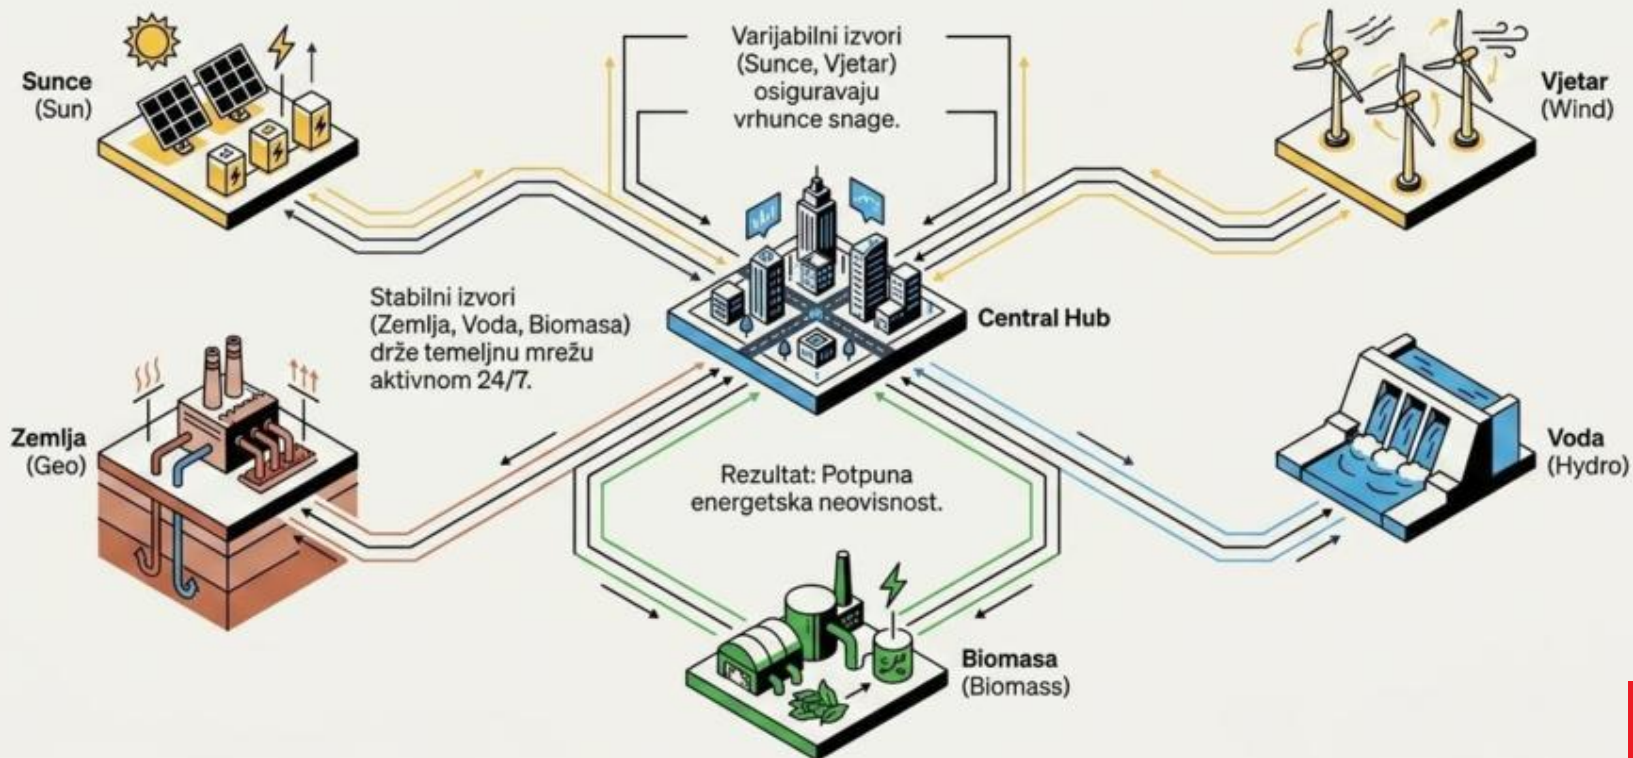 Varijabilni izvori
(Sunce, Vjetar)
osiguravaju
vrhunce snage.
Sunce
(Sun)
Vjetar
(Wind)
Central Hub
Stabilni izvori
(Zemlja, Voda, Biomasa)
drže temeljnu mrežu
aktivnom 24/7.
Zemlja
(Geo)
Voda
(Hydro)
Rezultat: Potpuna
energetska neovisnost.
Biomasa
(Biomass)